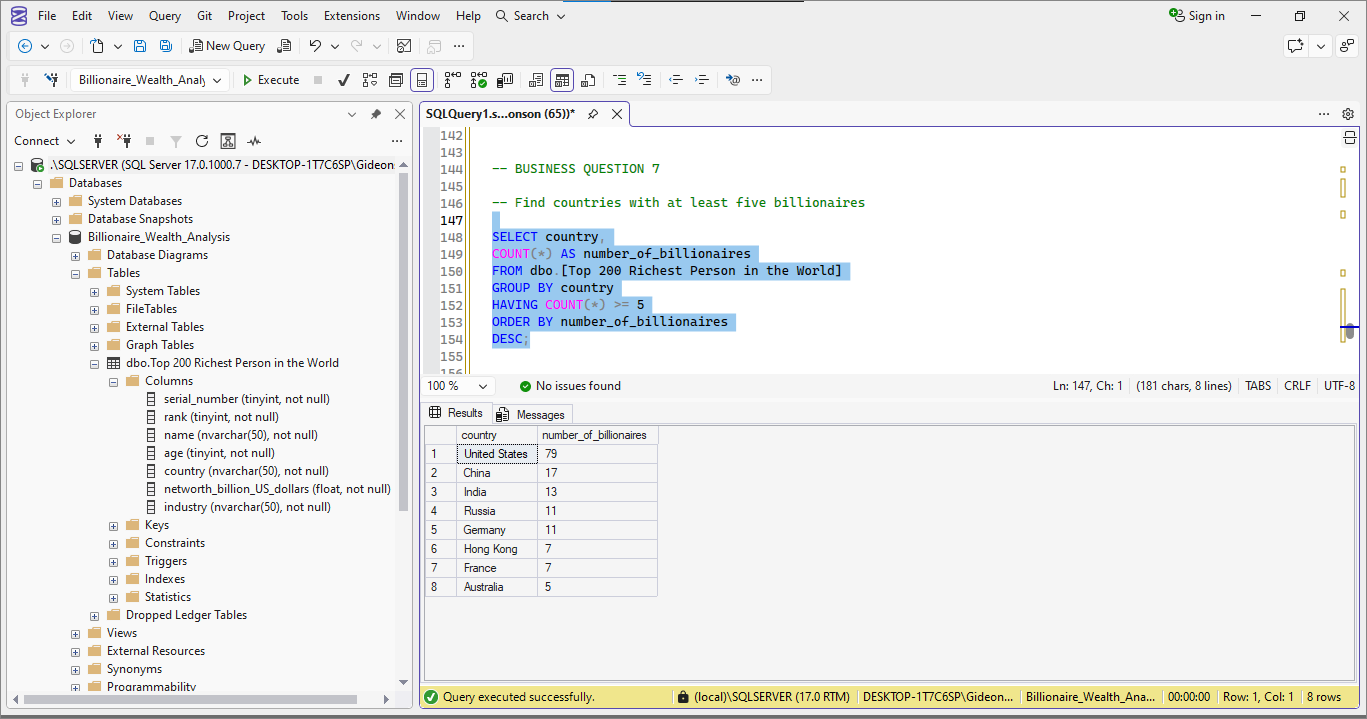 File Edit View Query Git Project Tools Extensions Window Help Search Sign in
New Query
Billionaire_Wealth_Analy Execute
Object Explorer
Connect
.\SQLSERVER (SQL Server 17.0.1000.7 - DESKTOP-1T7C6SP\Gideon
Databases
System Databases
Database Snapshots
Billionaire_Wealth_Analysis
Database Diagrams
Tables
System Tables
FileTables
External Tables
Graph Tables
dbo.Top 200 Richest Person in the World
Columns
serial_number (tinyint, not null)
rank (tinyint, not null)
name (nvarchar(50), not null)
age (tinyint, not null)
country (nvarchar(50), not null)
networth_billion_US_dollars (float, not null)
industry (nvarchar(50), not null)
Keys
Constraints
Triggers
Indexes
Statistics
Dropped Ledger Tables
Views
External Resources
Synonyms
Programmability
SQLQuery1.s...onson (65))*
142
143
144 -- BUSINESS QUESTION 7
145
146 -- Find countries with at least five billionaires
147
148 SELECT country,
149 COUNT(*) AS number_of_billionaires
150 FROM dbo.[Top 200 Richest Person in the World]
151 GROUP BY country
152 HAVING COUNT(*) >= 5
153 ORDER BY number_of_billionaires
154 DESC;
155
156
100 % No issues found Ln: 147, Ch: 1 (181 chars, 8 lines) TABS CRLF UTF-8
Results Messages
country number_of_billionaires
1 United States 79
2 China 17
3 India 13
4 Russia 11
5 Germany 11
6 Hong Kong 7
7 France 7
8 Australia 5
Query executed successfully. (local)\SQLSERVER (17.0 RTM) DESKTOP-1T7C6SP\Gideon... Billionaire_Wealth_Ana... 00:00:00 Row: 1, Col: 1 8 rows